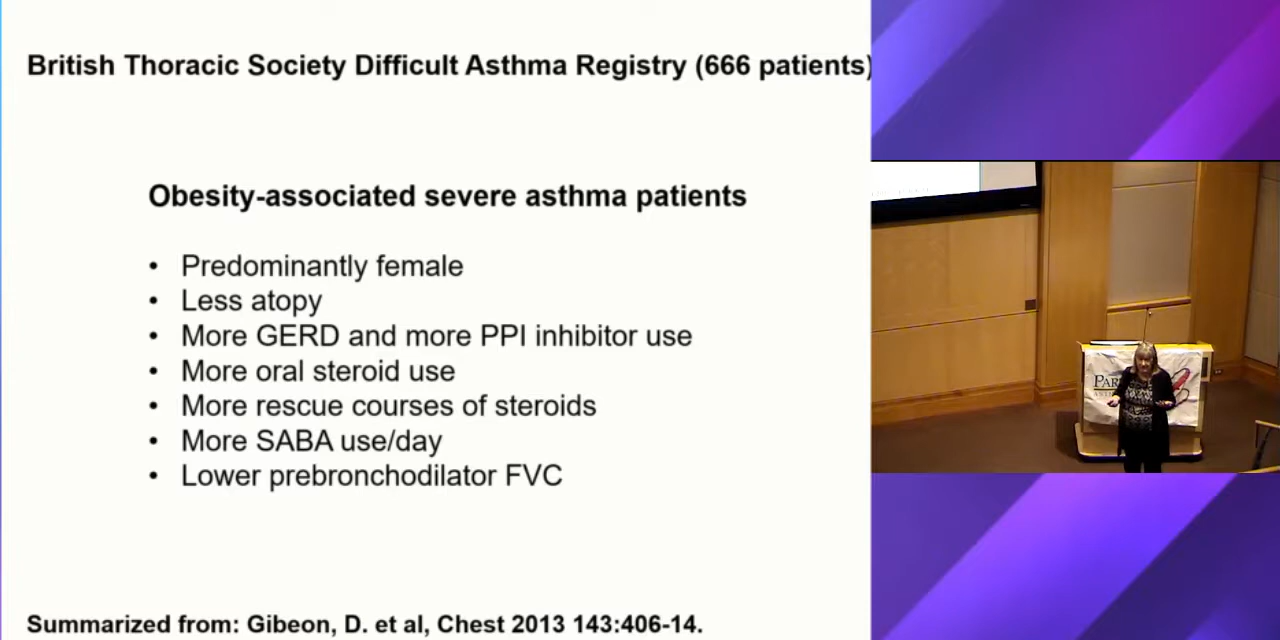 British Thoracic Society Difficult Asthma Registry (666 patients)
Obesity-associated severe asthma patients
• Predominantly female
• Less atopy
• More GERD and more PPI inhibitor use
• More oral steroid use
• More rescue courses of steroids
• More SABA use/day
• Lower prebronchodilator FVC
Summarized from: Gibeon, D. et al, Chest 2013 143:406-14.